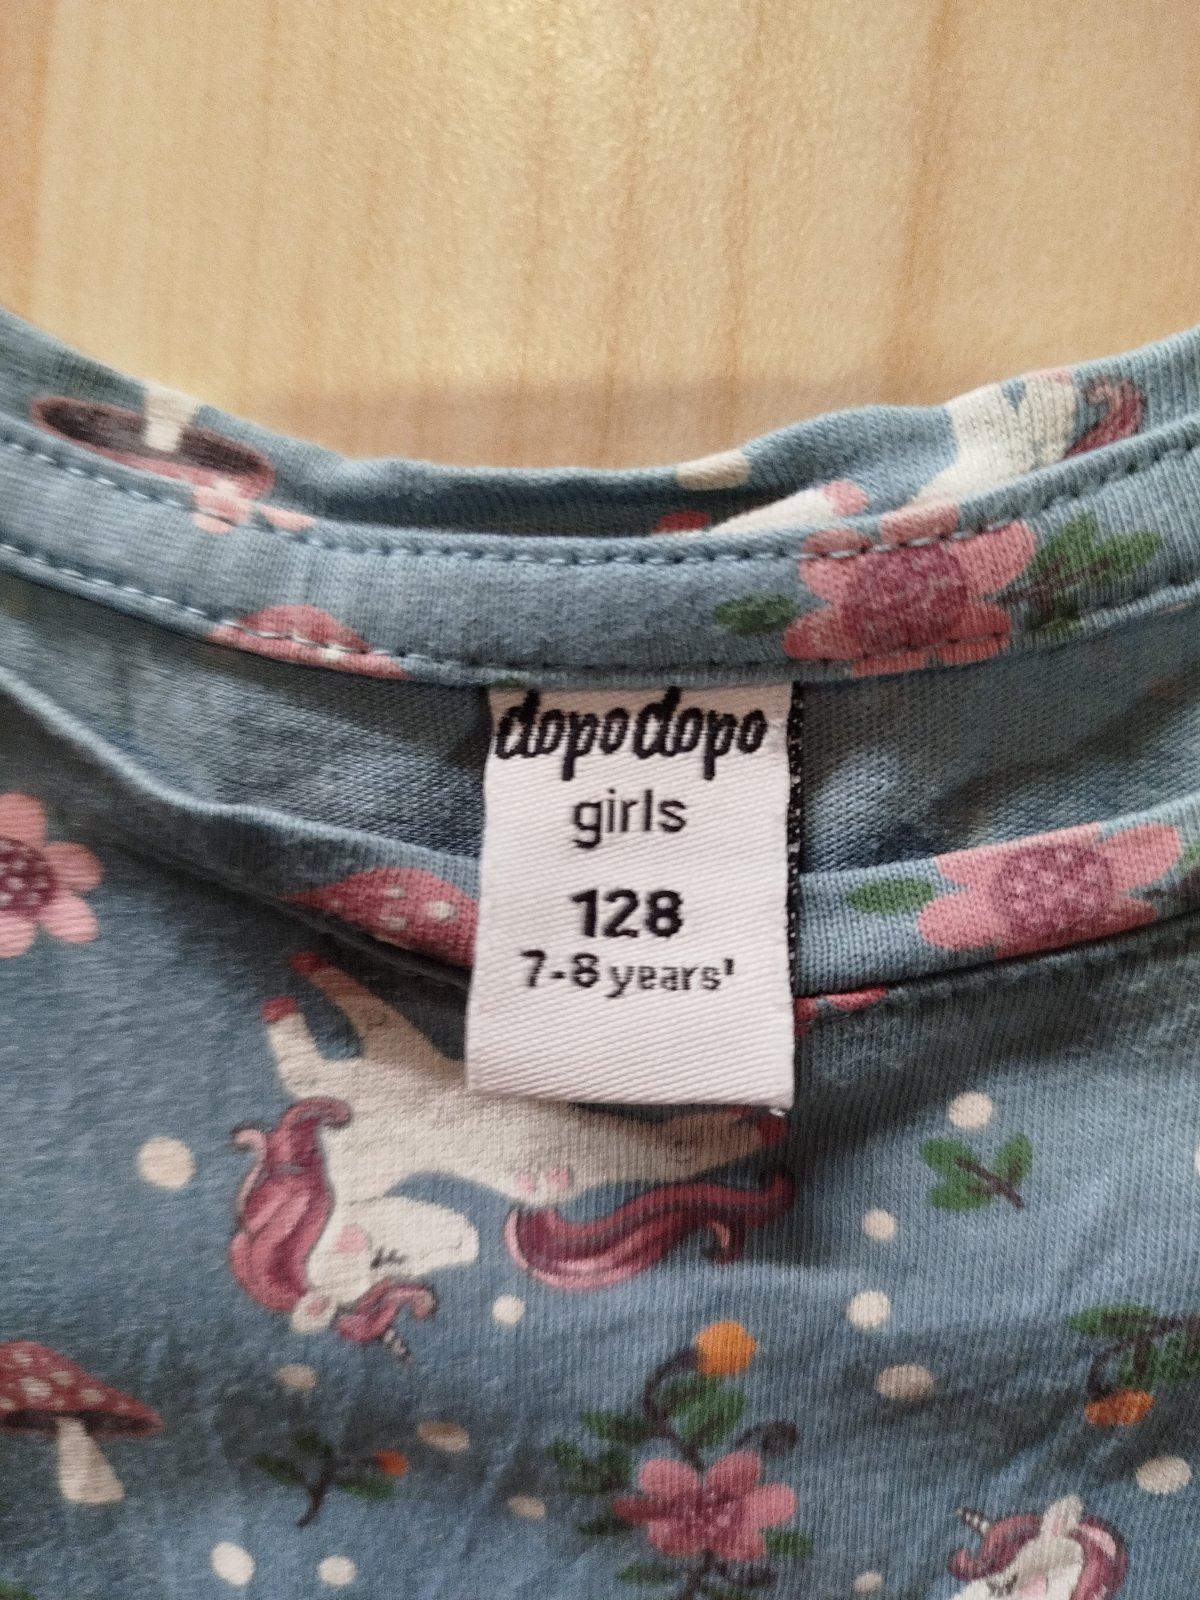 dopodopo
girls
128
7-8 years'